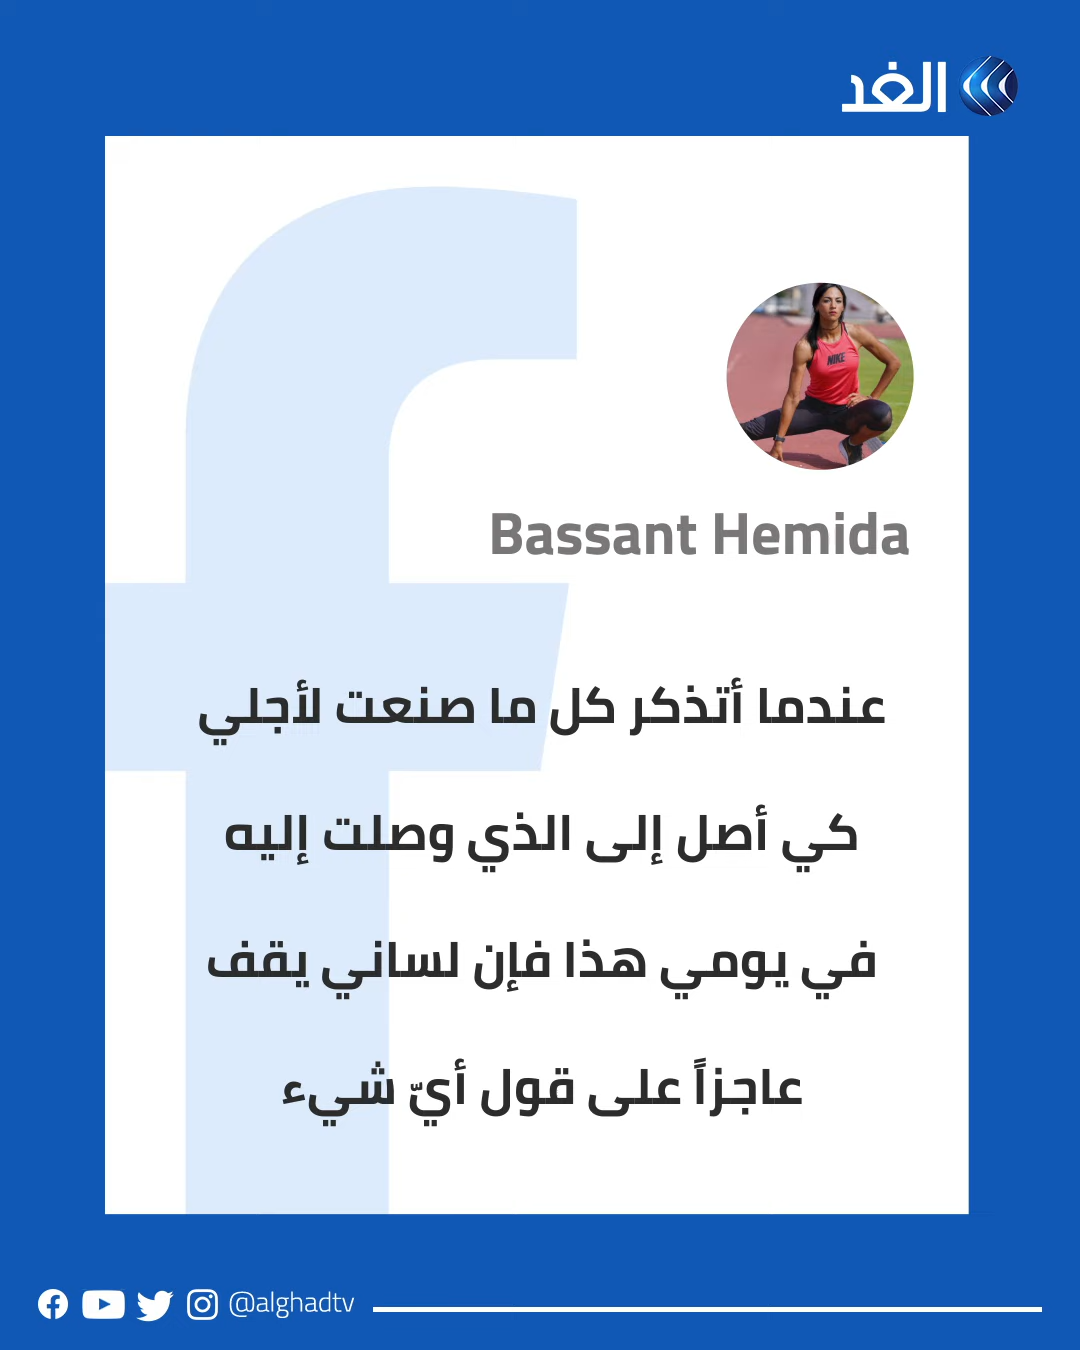 الغد
NIKE
Bassant Hemida
عندما أتذكر كل ما صنعت لأجلي
كي أصل إلى الذي وصلت إليه
في يومي هذا فإن لساني يقف
عاجزاً على قول أيّ شيء
@alghadtv